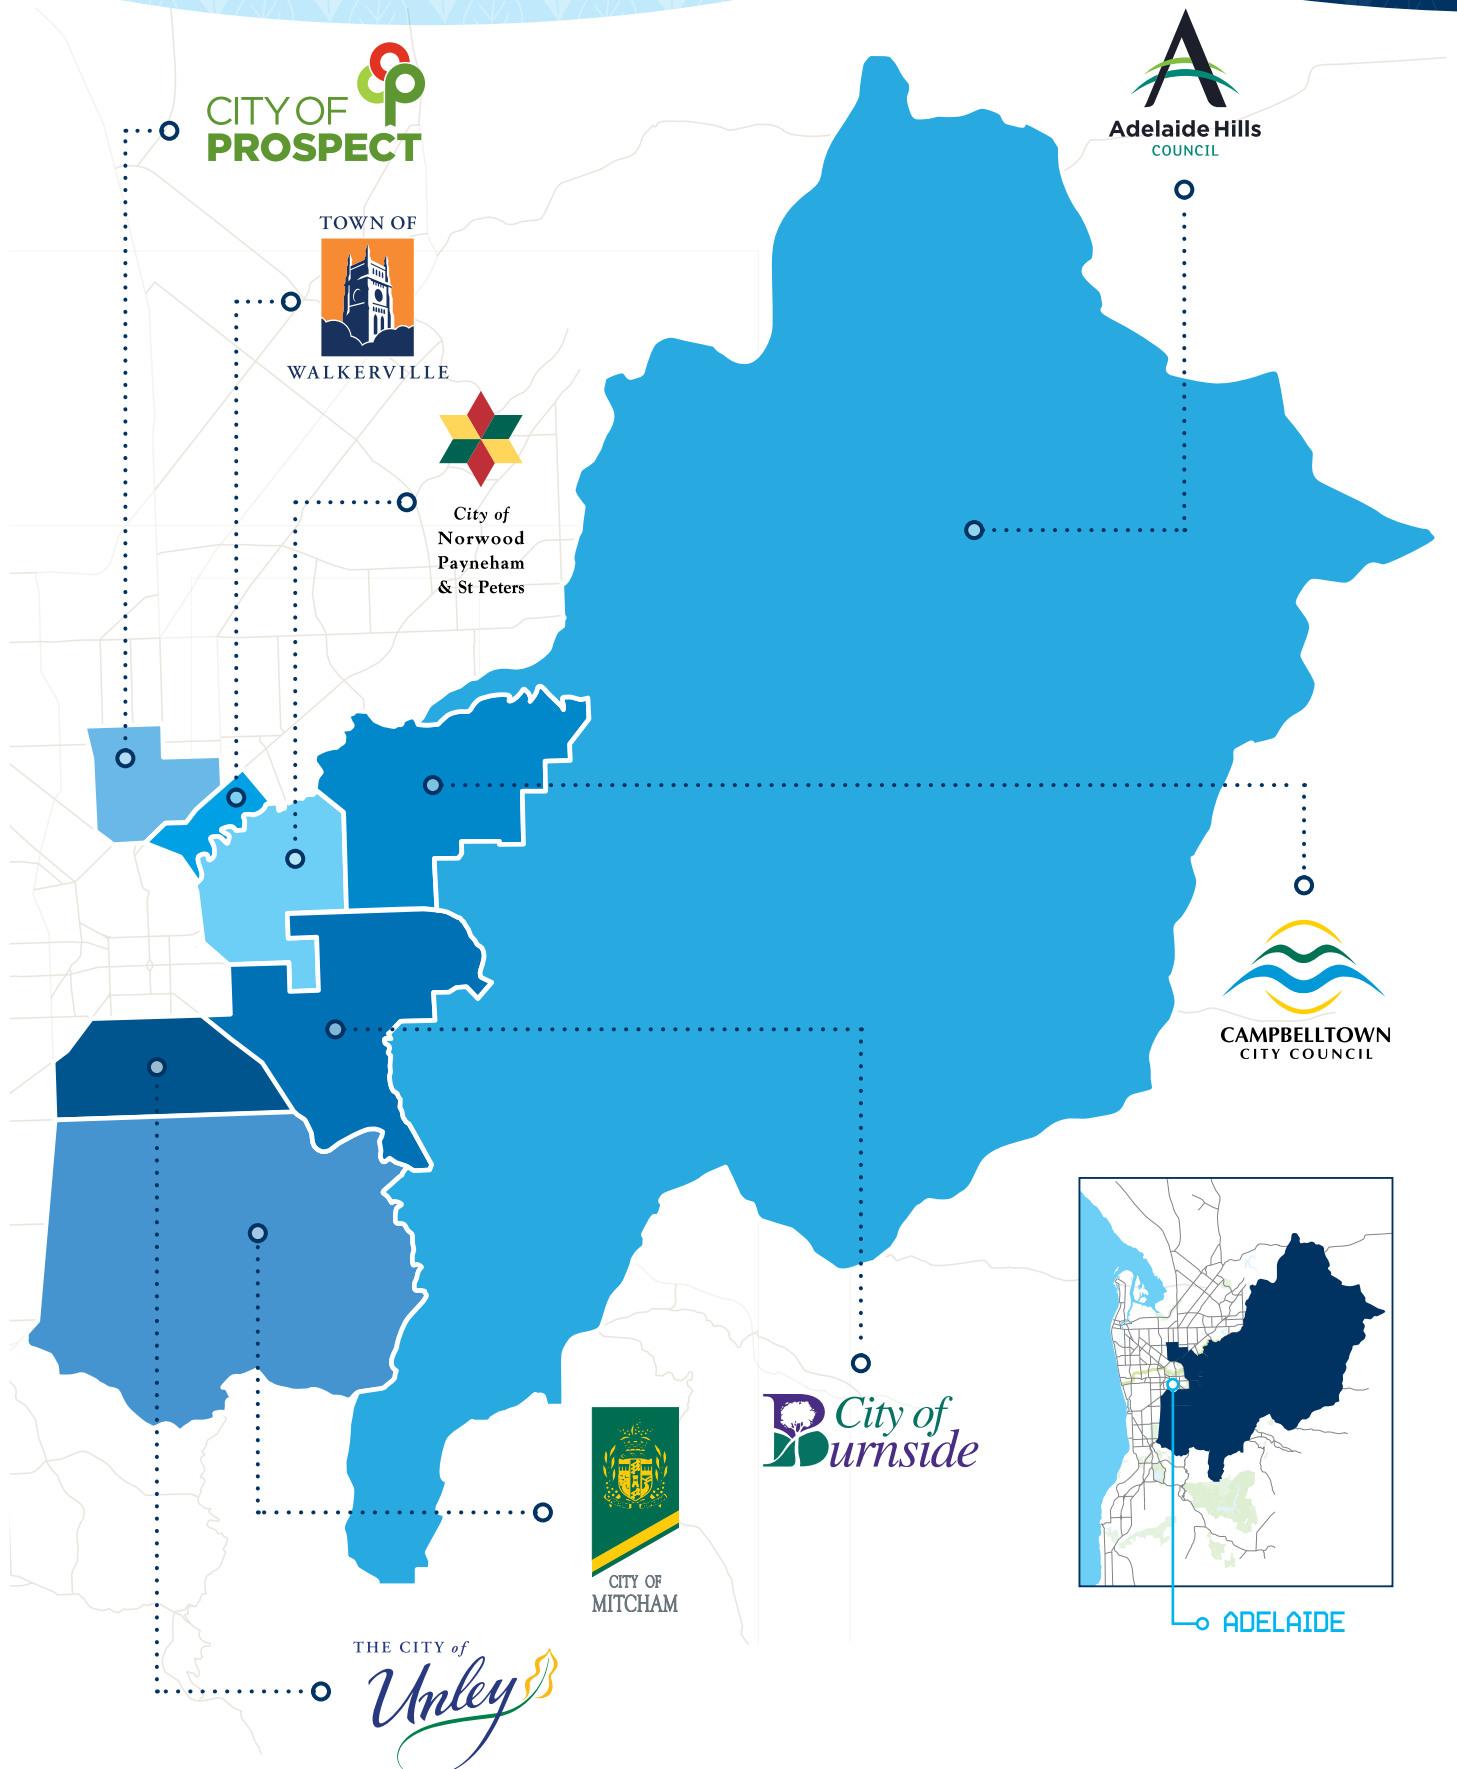 CITY OF
PROSPECT
Adelaide Hills
COUNCIL
TOWN OF
WALKERVILLE
City of
Norwood
Payneham
& St Peters
CAMPBELLTOWN
CITY COUNCIL
City of
Burnside
CITY OF
MITCHAM
ADELAIDE
THE CITY of
Unley